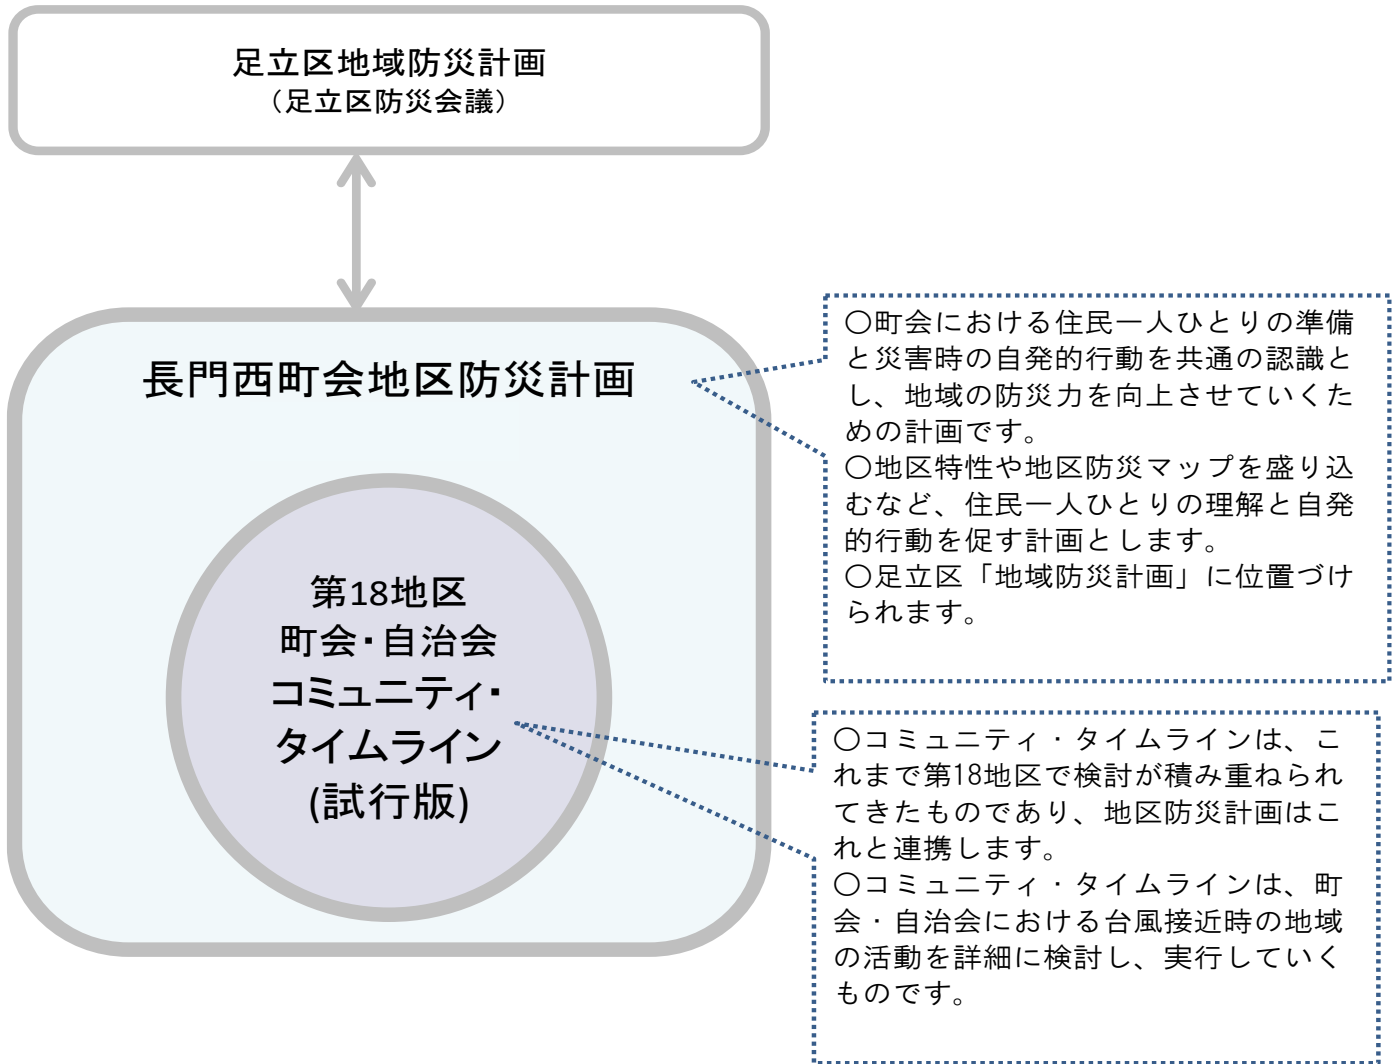 足立区地域防災計画
（足立区防災会議）
長門西町会地区防災計画
第18地区
町会・自治会
コミュニティ・
タイムライン
(試行版)
〇町会における住民一人ひとりの準備
と災害時の自発的行動を共通の認識と
し、地域の防災力を向上させていくた
めの計画です。
〇地区特性や地区防災マップを盛り込
むなど、住民一人ひとりの理解と自発
的行動を促す計画とします。
〇足立区「地域防災計画」に位置づけ
られます。
〇コミュニティ・タイムラインは、こ
れまで第18地区で検討が積み重ねられ
てきたものであり、地区防災計画はこ
れと連携します。
〇コミュニティ・タイムラインは、町
会・自治会における台風接近時の地域
の活動を詳細に検討し、実行していく
ものです。